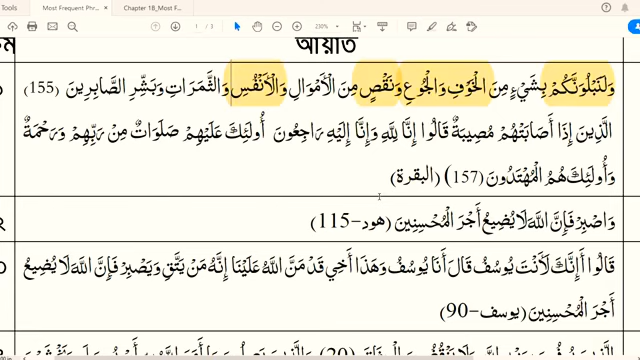 Tools
Most Frequent Phra...
Chapter 18_Most F...
1 / 3
230%
আয়াত
وَلَنَبْلُوَنَّكُمْ بِشَيْءٍ مِنَ الْخَوْفِ وَالْجُوعِ وَنَقْصٍ مِنَ الْأَمْوَالِ وَالْأَنْفُسِ وَالثَّمَرَاتِ وَبَشِّرِ الصَّابِرِينَ (155)
الَّذِينَ إِذَا أَصَابَتْهُمْ مُصِيبَةٌ قَالُوا إِنَّا لِلَّهِ وَإِنَّا إِلَيْهِ رَاجِعُونَ أُولَئِكَ عَلَيْهِمْ صَلَوَاتٌ مِنْ رَبِّهِمْ وَرَحْمَةٌ
وَأُولَئِكَ هُمُ الْمُهْتَدُونَ (157) (البقرة)
২
وَاصْبِرْ فَإِنَّ اللَّهَ لَا يُضِيعُ أَجْرَ الْمُحْسِنِينَ (هود-115)
قَالُوا أَإِنَّكَ لَأَنْتَ يُوسُفُ قَالَ أَنَا يُوسُفُ وَهَذَا أَخِي قَدْ مَنَّ اللَّهُ عَلَيْنَا إِنَّهُ مَنْ يَتَّقِ وَيَصْبِرْ فَإِنَّ اللَّهَ لَا يُضِيعُ
أَجْرَ الْمُحْسِنِينَ (يوسف-90)